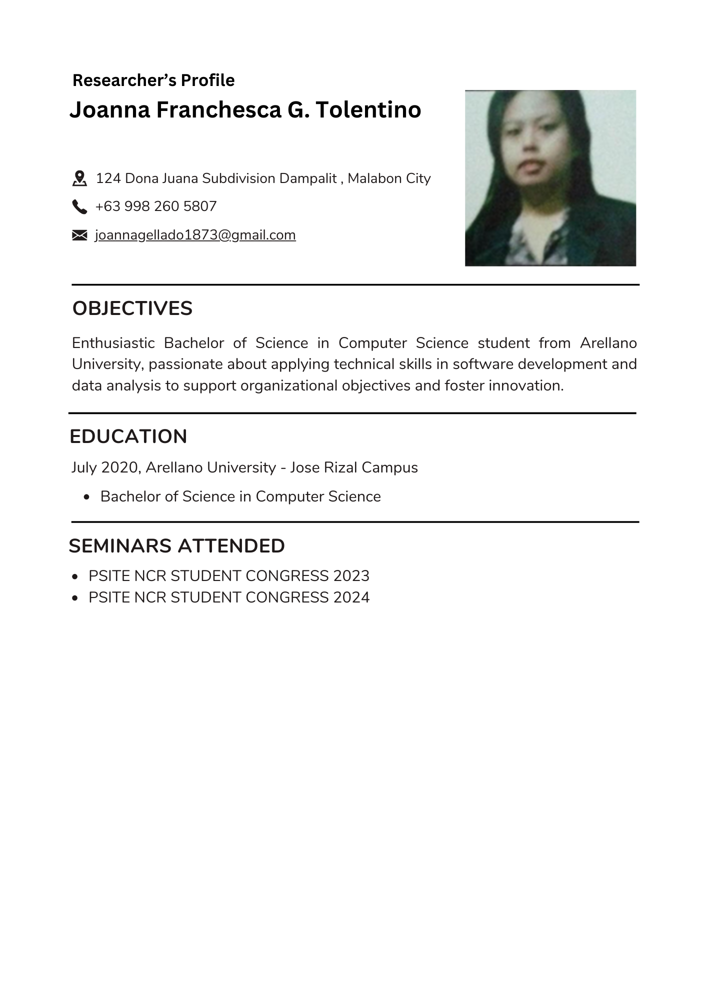 Researcher’s Profile
Joanna Franchesca G. Tolentino
124 Dona Juana Subdivision Dampalit , Malabon City
+63 998 260 5807
joannagellado1873@gmail.com
OBJECTIVES
Enthusiastic Bachelor of Science in Computer Science student from Arellano
University, passionate about applying technical skills in software development and
data analysis to support organizational objectives and foster innovation.
EDUCATION
July 2020, Arellano University - Jose Rizal Campus
• Bachelor of Science in Computer Science
SEMINARS ATTENDED
• PSITE NCR STUDENT CONGRESS 2023
• PSITE NCR STUDENT CONGRESS 2024